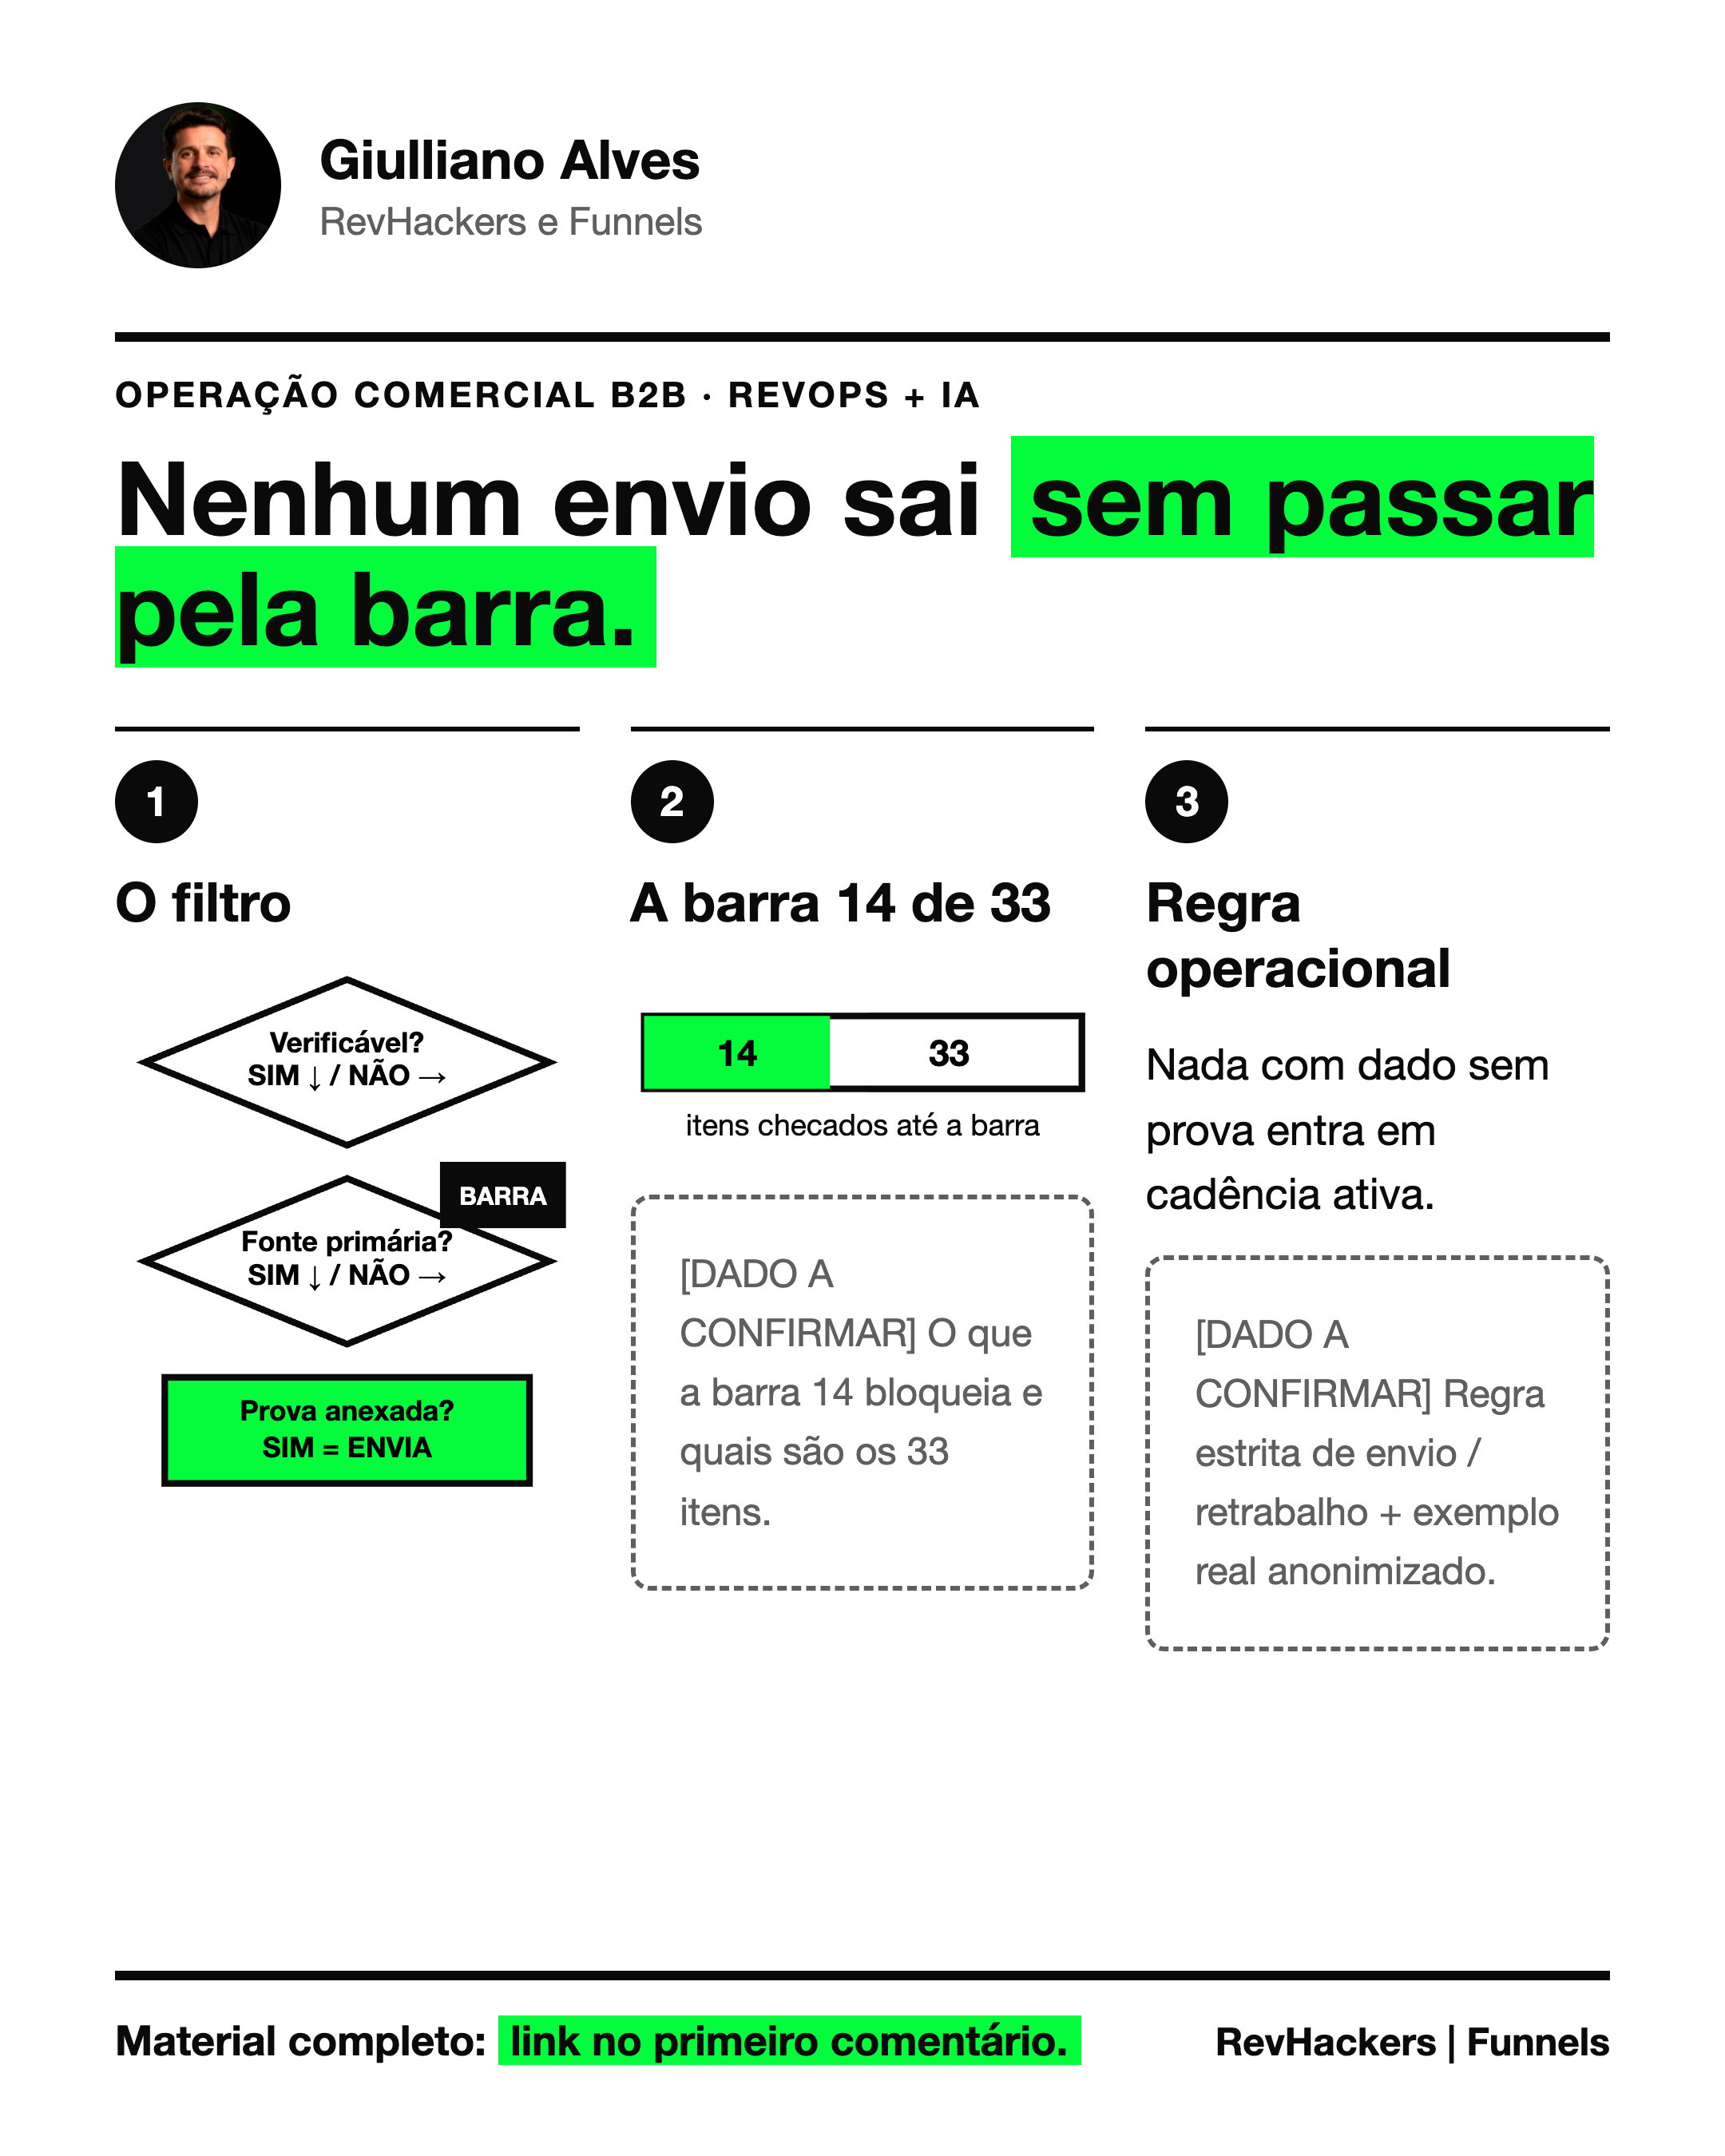 Giulliano Alves
RevHackers e Funnels
OPERAÇÃO COMERCIAL B2B · REVOPS + IA
Nenhum envio sai sem passar
pela barra.
1
O filtro
Verificável?
SIM ↓ / NÃO →
BARRA
Fonte primária?
SIM ↓ / NÃO →
Prova anexada?
SIM = ENVIA
2
A barra 14 de 33
14
33
itens checados até a barra
[DADO A
CONFIRMAR] O que
a barra 14 bloqueia e
quais são os 33
itens.
3
Regra
operacional
Nada com dado sem
prova entra em
cadência ativa.
[DADO A
CONFIRMAR] Regra
estrita de envio /
retrabalho + exemplo
real anonimizado.
Material completo: link no primeiro comentário.
RevHackers | Funnels